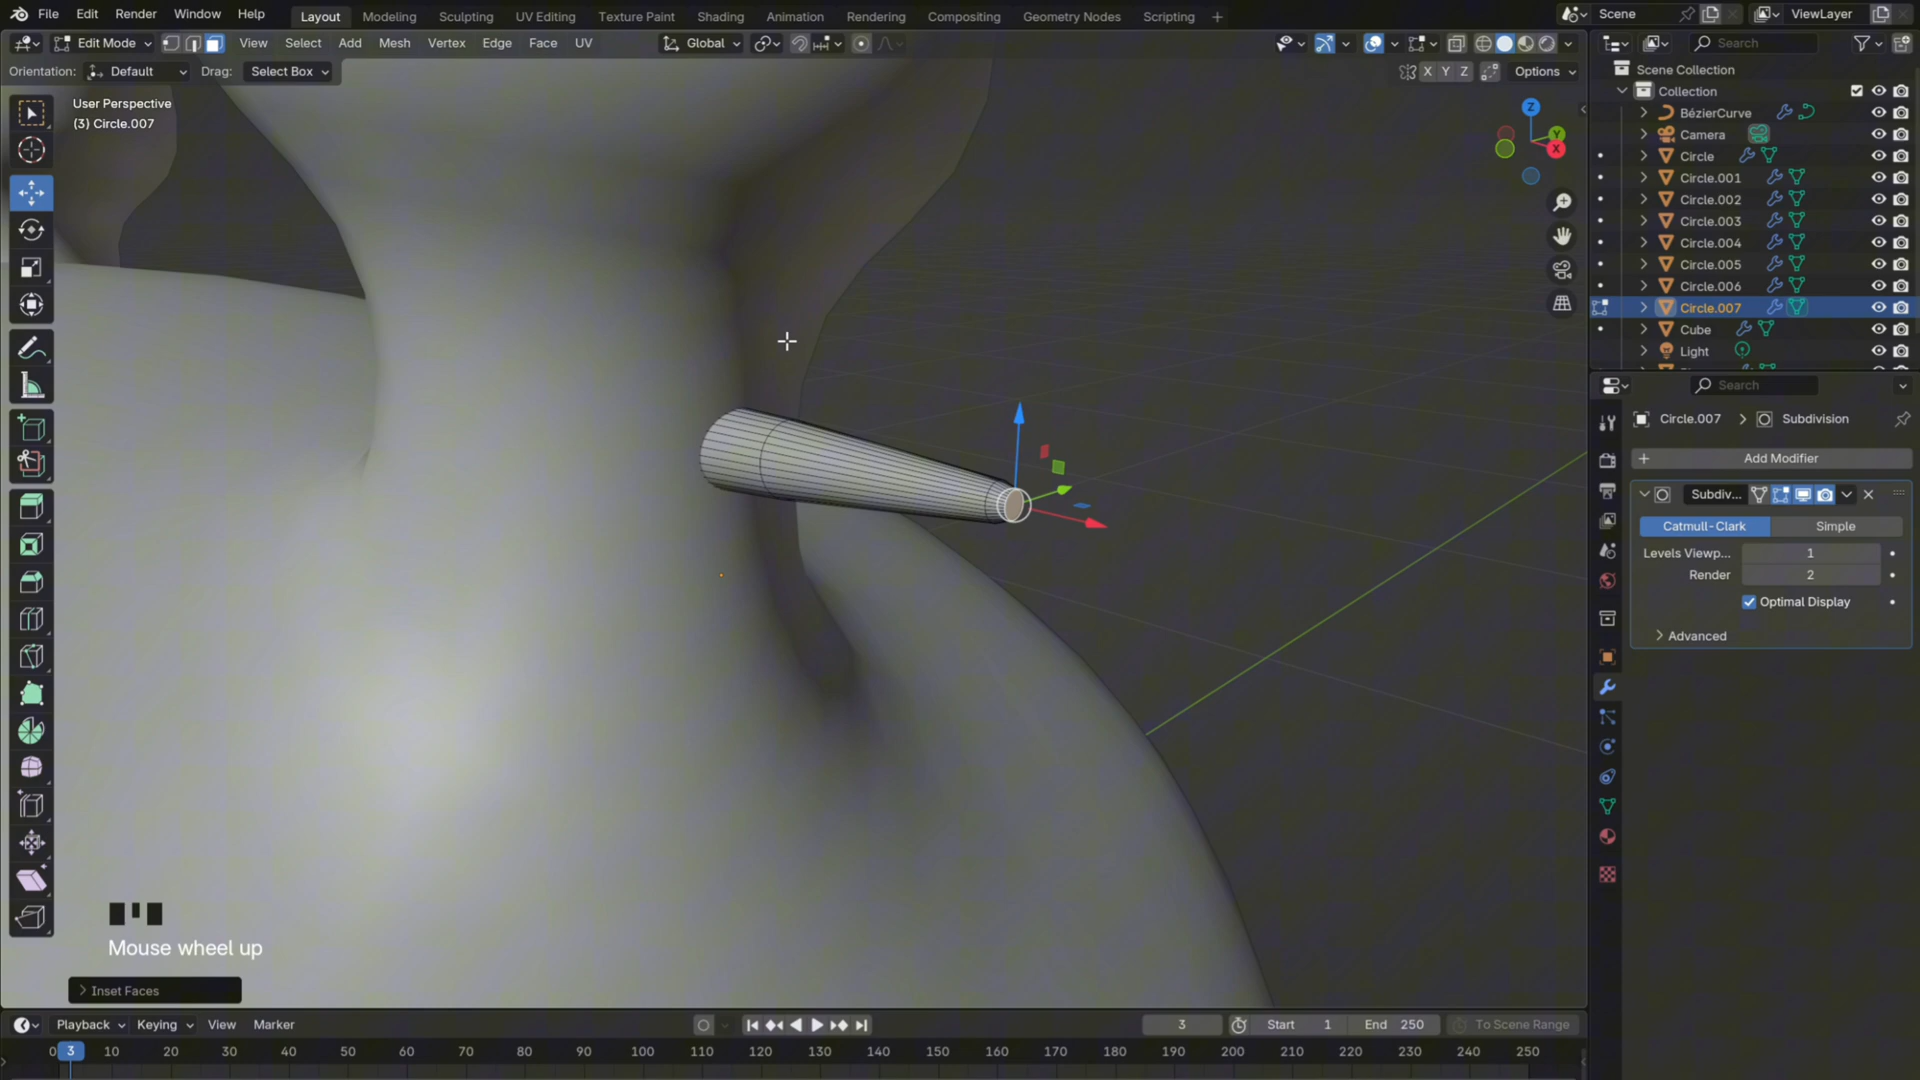 File Edit Render Window Help Layout Modeling Sculpting UV Editing Texture Paint Shading Animation Rendering Compositing Geometry Nodes Scripting + Scene ViewLayer
Edit Mode View Select Add Mesh Vertex Edge Face UV Global Search
Orientation: Default Drag: Select Box X Y Z Options
Scene Collection
Collection
BézierCurve
Camera
Circle
Circle.001
Circle.002
Circle.003
Circle.004
Circle.005
Circle.006
Circle.007
Cube
Light
User Perspective
(3) Circle.007
Z
Y
X
Search
Circle.007 > Subdivision
+ Add Modifier
Subdiv...
Catmull-Clark Simple
Levels Viewp... 1
Render 2
Optimal Display
Advanced
Mouse wheel up
Inset Faces
Playback Keying View Marker 3 Start 1 End 250 To Scene Range
0 3 10 20 30 40 50 60 70 80 90 100 110 120 130 140 150 160 170 180 190 200 210 220 230 240 250